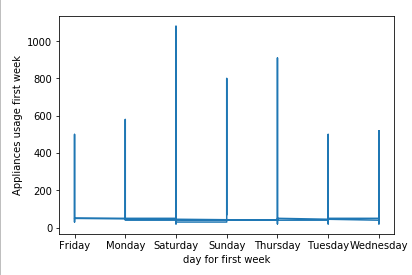 Appliances usage first week
1000
800
600
400
200
0
Friday Monday Saturday Sunday Thursday Tuesday Wednesday
day for first week